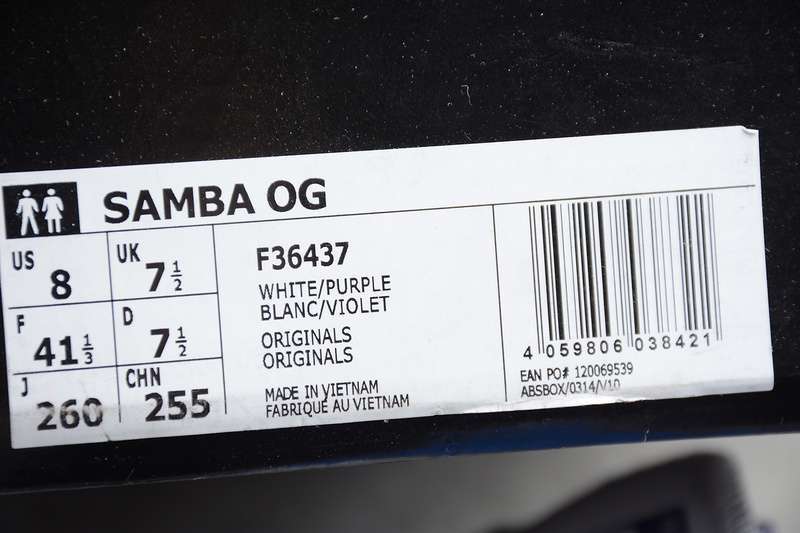 SAMBA OG
US 8
UK 7 1/2
F 41 1/3
D 7 1/2
J 260
CHN 255
F36437
WHITE/PURPLE
BLANC/VIOLET
ORIGINALS
ORIGINALS
MADE IN VIETNAM
FABRIQUÉ AU VIETNAM
4 059806 038421
EAN PO# 120069539
ABSBOX/0314/V10